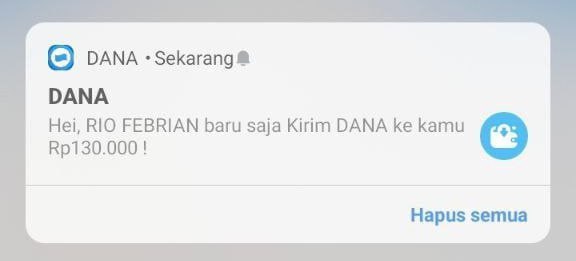 DANA • Sekarang
DANA
Hei, RIO FEBRIAN baru saja Kirim DANA ke kamu
Rp130.000 !
Hapus semua